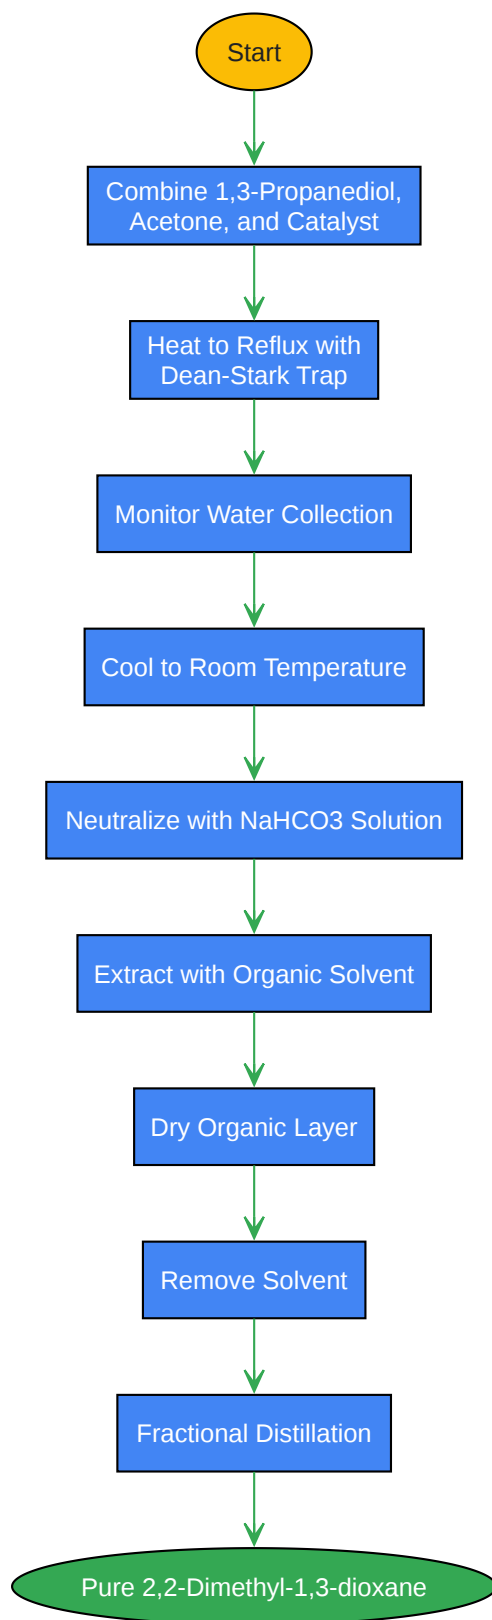 Start
Combine 1,3-Propanediol,
Acetone, and Catalyst
Heat to Reflux with
Dean-Stark Trap
Monitor Water Collection
Cool to Room Temperature
Neutralize with NaHCO3 Solution
Extract with Organic Solvent
Dry Organic Layer
Remove Solvent
Fractional Distillation
Pure 2,2-Dimethyl-1,3-dioxane